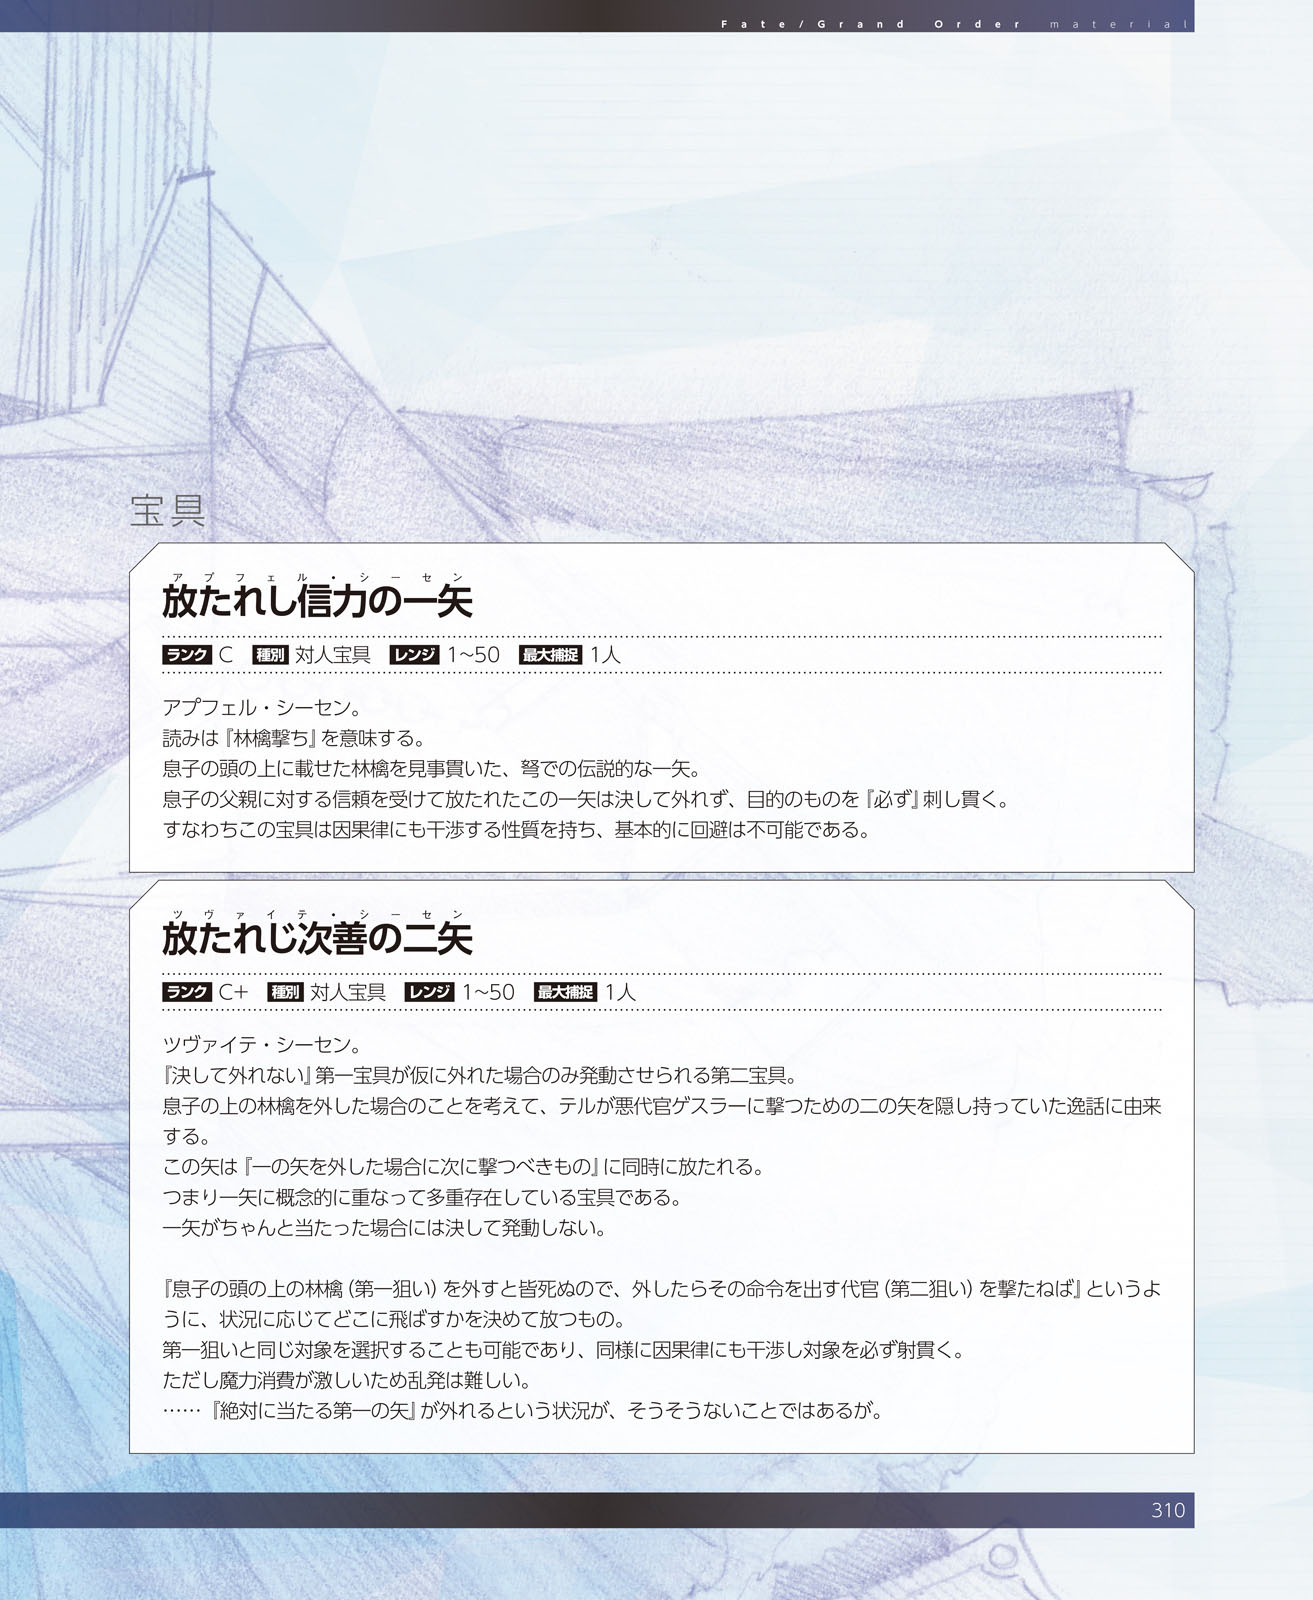 Fate/Grand Order material
宝具
アプフェル・シーセン
放たれし信力の一矢
ランク C 種別 対人宝具 レンジ 1~50 最大捕捉 1人
アプフェル・シーセン。
読みは『林檎撃ち』を意味する。
息子の頭の上に載せた林檎を見事貫いた、弩での伝説的な一矢。
息子の父親に対する信頼を受けて放たれたこの一矢は決して外れず、目的のものを『必ず』刺し貫く。
すなわちこの宝具は因果律にも干渉する性質を持ち、基本的に回避は不可能である。
ツヴァイテ・シーセン
放たれじ次善の二矢
ランク C+ 種別 対人宝具 レンジ 1~50 最大捕捉 1人
ツヴァイテ・シーセン。
『決して外れない』第一宝具が仮に外れた場合のみ発動させられる第二宝具。
息子の上の林檎を外した場合のことを考えて、テルが悪代官ゲスラーに撃つための二の矢を隠し持っていた逸話に由来
する。
この矢は『一の矢を外した場合に次に撃つべきもの』に同時に放たれる。
つまり一矢に概念的に重なって多重存在している宝具である。
一矢がちゃんと当たった場合には決して発動しない。
『息子の頭の上の林檎(第一狙い)を外すと皆死ぬので、外したらその命令を出す代官(第二狙い)を撃たねば』というよ
うに、状況に応じてどこに飛ばすかを決めて放つもの。
第一狙いと同じ対象を選択することも可能であり、同様に因果律にも干渉し対象を必ず射貫く。
ただし魔力消費が激しいため乱発は難しい。
……『絶対に当たる第一の矢』が外れるという状況が、そうそうないことではあるが。
310